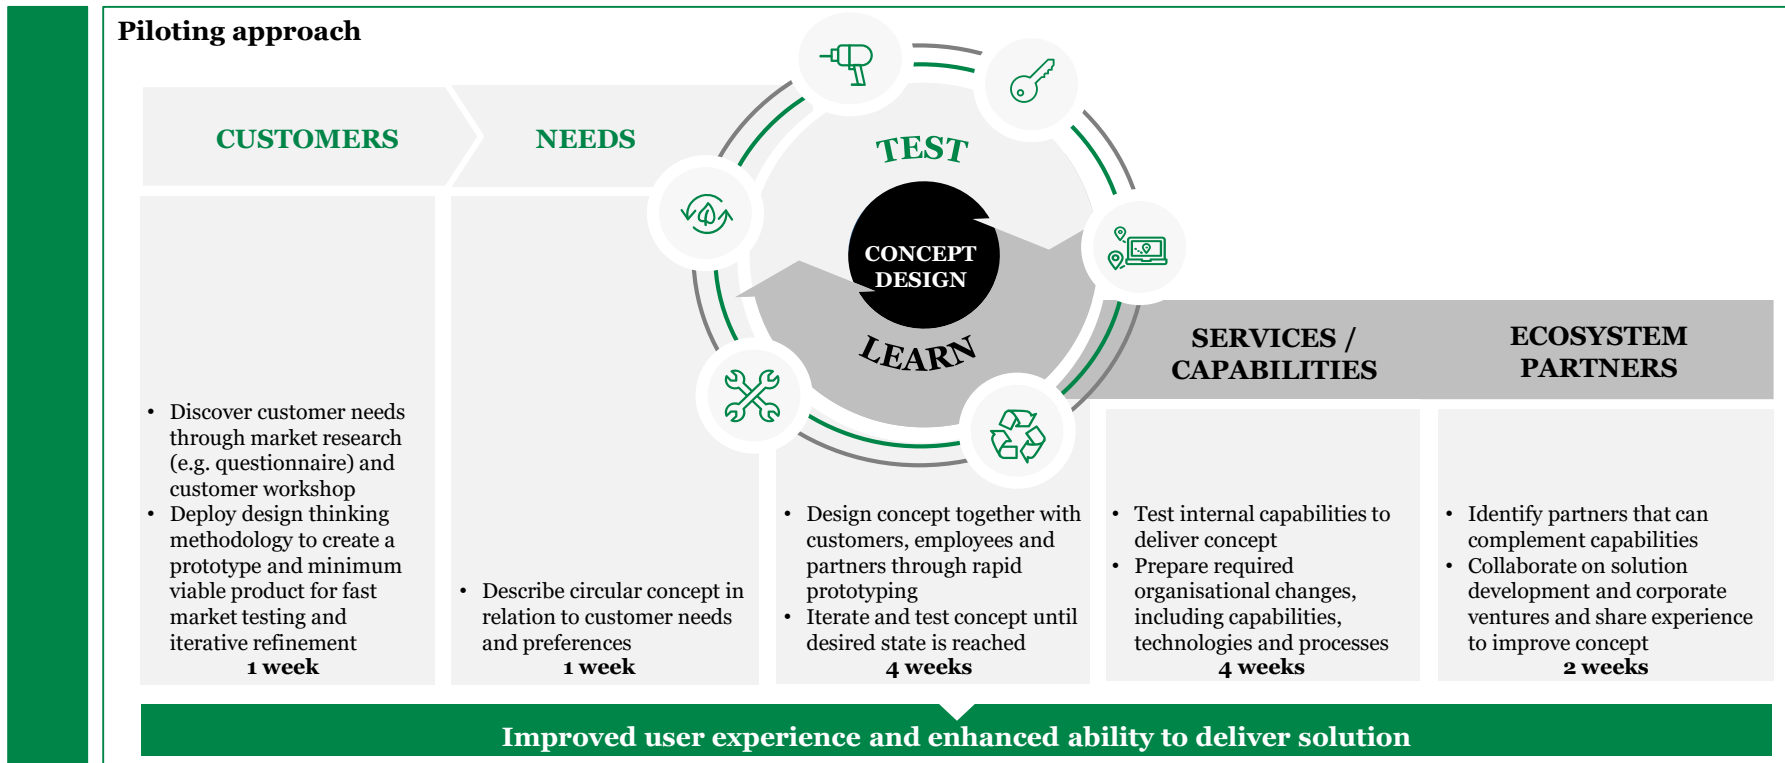 Piloting approach
CUSTOMERS
NEEDS
TEST
CONCEPT
DESIGN
LEARN
SERVICES /
CAPABILITIES
ECOSYSTEM
PARTNERS
• Discover customer needs
through market research
(e.g. questionnaire) and
customer workshop
• Deploy design thinking
methodology to create a
prototype and minimum
viable product for fast
market testing and
iterative refinement
1 week
• Describe circular concept in
relation to customer needs
and preferences
1 week
• Design concept together with
customers, employees and
partners through rapid
prototyping
• Iterate and test concept until
desired state is reached
4 weeks
• Test internal capabilities to
deliver concept
• Prepare required
organisational changes,
including capabilities,
technologies and processes
4 weeks
• Identify partners that can
complement capabilities
• Collaborate on solution
development and corporate
ventures and share experience
to improve concept
2 weeks
Improved user experience and enhanced ability to deliver solution